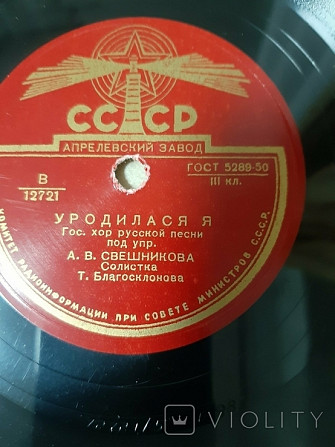 СССР
АПРЕЛЕВСКИЙ ЗАВОД
В
12721
ГОСТ 5289-50
III кл.
УРОДИЛАСЯ Я
Гос. хор русской песни
под упр.
А. В. СВЕШНИКОВА
Солистка
Т. Благосклонова
КОМИТЕТ РАДИОИНФОРМАЦИИ ПРИ СОВЕТЕ МИНИСТРОВ С.С.С.Р.
VIOLITY